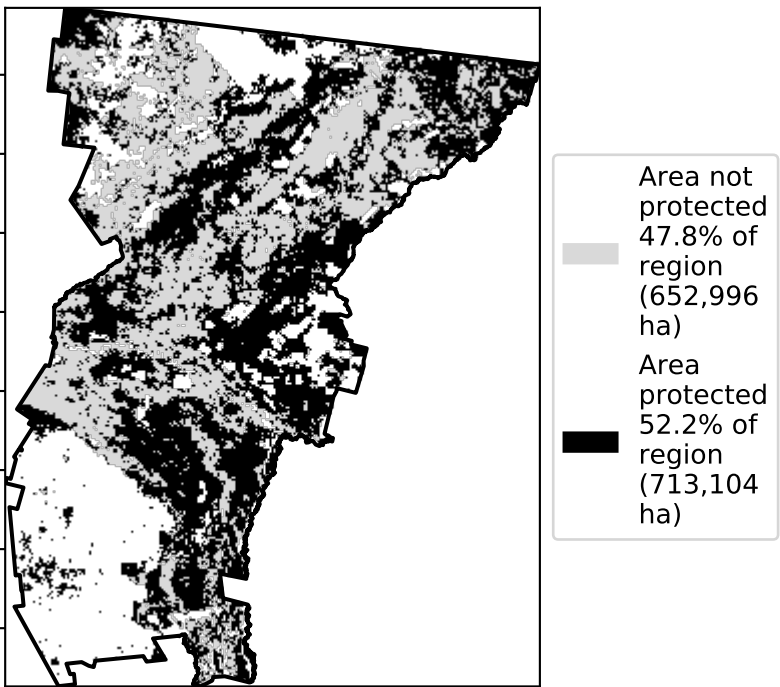 Area not
protected
47.8% of
region
(652,996
ha)
Area
protected
52.2% of
region
(713,104
ha)